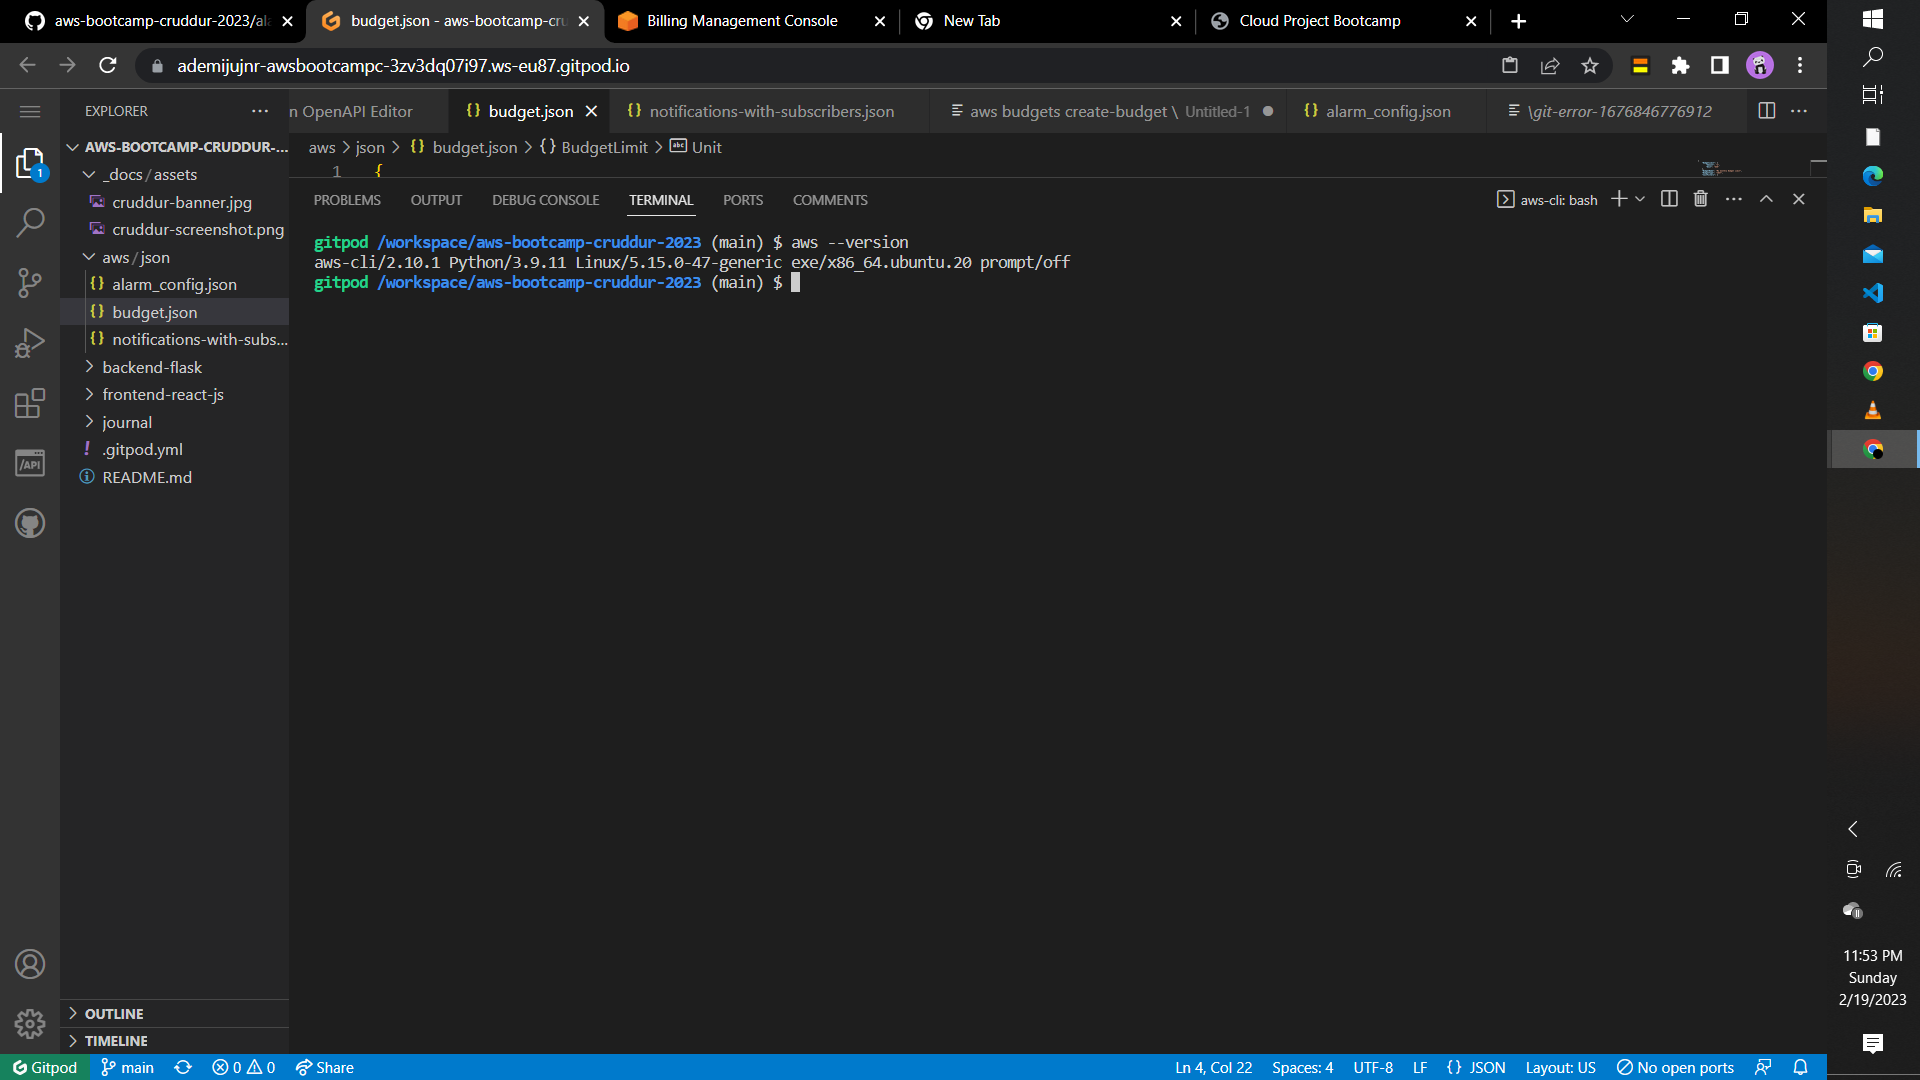 aws-bootcamp-cruddur-2023/al
budget.json - aws-bootcamp-cru
Billing Management Console
New Tab
Cloud Project Bootcamp
ademijujnr-awsbootcampc-3zv3dq07i97.ws-eu87.gitpod.io
EXPLORER
n OpenAPI Editor
budget.json
notifications-with-subscribers.json
aws budgets create-budget \ Untitled-1
alarm_config.json
\git-error-1676846776912
AWS-BOOTCAMP-CRUDDUR-...
aws > json > {} budget.json > {} BudgetLimit > abc Unit
1 {
_docs / assets
cruddur-banner.jpg
cruddur-screenshot.png
aws / json
{} alarm_config.json
{} budget.json
{} notifications-with-subs...
backend-flask
frontend-react-js
journal
! .gitpod.yml
README.md
PROBLEMS OUTPUT DEBUG CONSOLE TERMINAL PORTS COMMENTS
aws-cli: bash
gitpod /workspace/aws-bootcamp-cruddur-2023 (main) $ aws --version
aws-cli/2.10.1 Python/3.9.11 Linux/5.15.0-47-generic exe/x86_64.ubuntu.20 prompt/off
gitpod /workspace/aws-bootcamp-cruddur-2023 (main) $
1
/API
OUTLINE
TIMELINE
Gitpod main 0 0 Share
Ln 4, Col 22 Spaces: 4 UTF-8 LF {} JSON Layout: US No open ports
11:53 PM
Sunday
2/19/2023